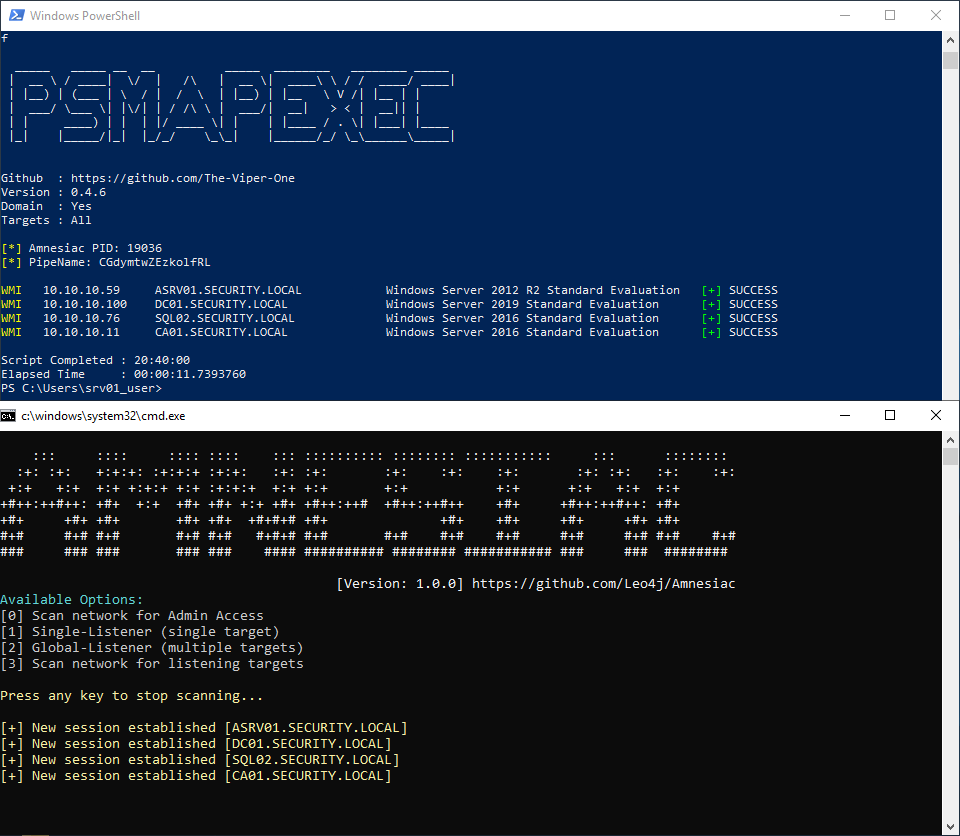 Windows PowerShell
f
PSMAPEXEC
Github  : https://github.com/The-Viper-One
Version : 0.4.6
Domain  : Yes
Targets : All
[*] Amnesiac PID: 19036
[*] PipeName: CGdymtwZEzkolfRL
WMI   10.10.10.59     ASRV01.SECURITY.LOCAL            Windows Server 2012 R2 Standard Evaluation   [+] SUCCESS
WMI   10.10.10.100    DC01.SECURITY.LOCAL              Windows Server 2019 Standard Evaluation      [+] SUCCESS
WMI   10.10.10.76     SQL02.SECURITY.LOCAL             Windows Server 2016 Standard Evaluation      [+] SUCCESS
WMI   10.10.10.11     CA01.SECURITY.LOCAL              Windows Server 2016 Standard Evaluation      [+] SUCCESS
Script Completed : 20:40:00
Elapsed Time     : 00:00:11.7393760
PS C:\Users\srv01_user>
c:\windows\system32\cmd.exe
AMNESIAC
[Version: 1.0.0] https://github.com/Leo4j/Amnesiac
Available Options:
[0] Scan network for Admin Access
[1] Single-Listener (single target)
[2] Global-Listener (multiple targets)
[3] Scan network for listening targets
Press any key to stop scanning...
[+] New session established [ASRV01.SECURITY.LOCAL]
[+] New session established [DC01.SECURITY.LOCAL]
[+] New session established [SQL02.SECURITY.LOCAL]
[+] New session established [CA01.SECURITY.LOCAL]